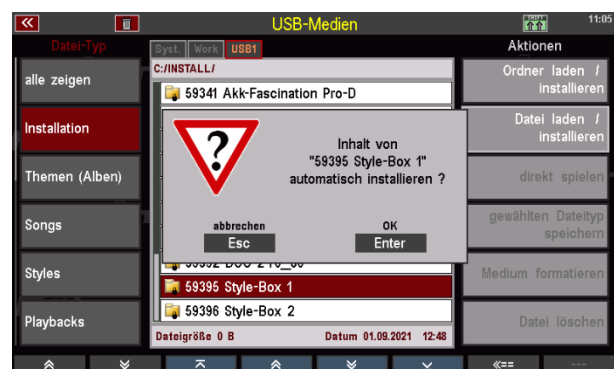 USB-Medien
11:05
Datei-Typ
Syst. Work USB1
Aktionen
C:/INSTALL/
alle zeigen
Installation
Themen (Alben)
Songs
Styles
Playbacks
59341 Akk-Fascination Pro-D
Inhalt von
"59395 Style-Box 1"
automatisch installieren ?
abbrechen
OK
Esc
Enter
59395 Style-Box 1
59396 Style-Box 2
Dateigröße 0 B
Datum 01.09.2021 12:48
Ordner laden /
installieren
Datei laden /
installieren
direkt spielen
gewählten Dateityp
speichern
Medium formatieren
Datei löschen